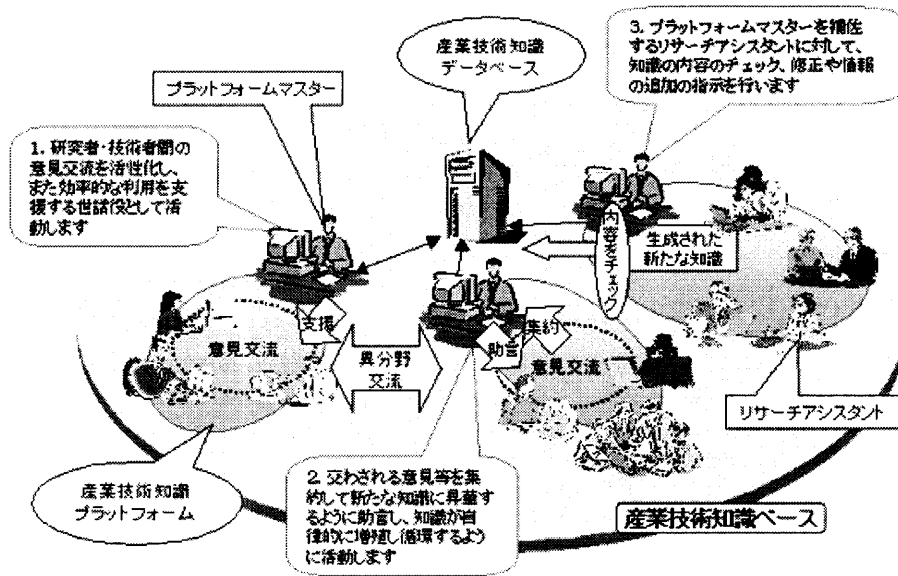 産業技術知識
データベース
3. プラットフォームマスターを補佐
するリサーチアシスタントに対して、
知識の内容のチェック、修正や情報
の追加の指示を行います
プラットフォームマスター
1. 研究者・技術者間の
意見交流を活性化し、
また効率的な利用を支
援する世話役として活
動します
内容をチェック
生成された
新たな知識
支援
意見交流
異分野
交流
集約
助言
意見交流
リサーチアシスタント
産業技術知識
プラットフォーム
2. 交わされる意見等を集
約して新たな知識に昇華す
るように助言し、知識が自
律的に増殖し循環するよう
に活動します
産業技術知識ベース